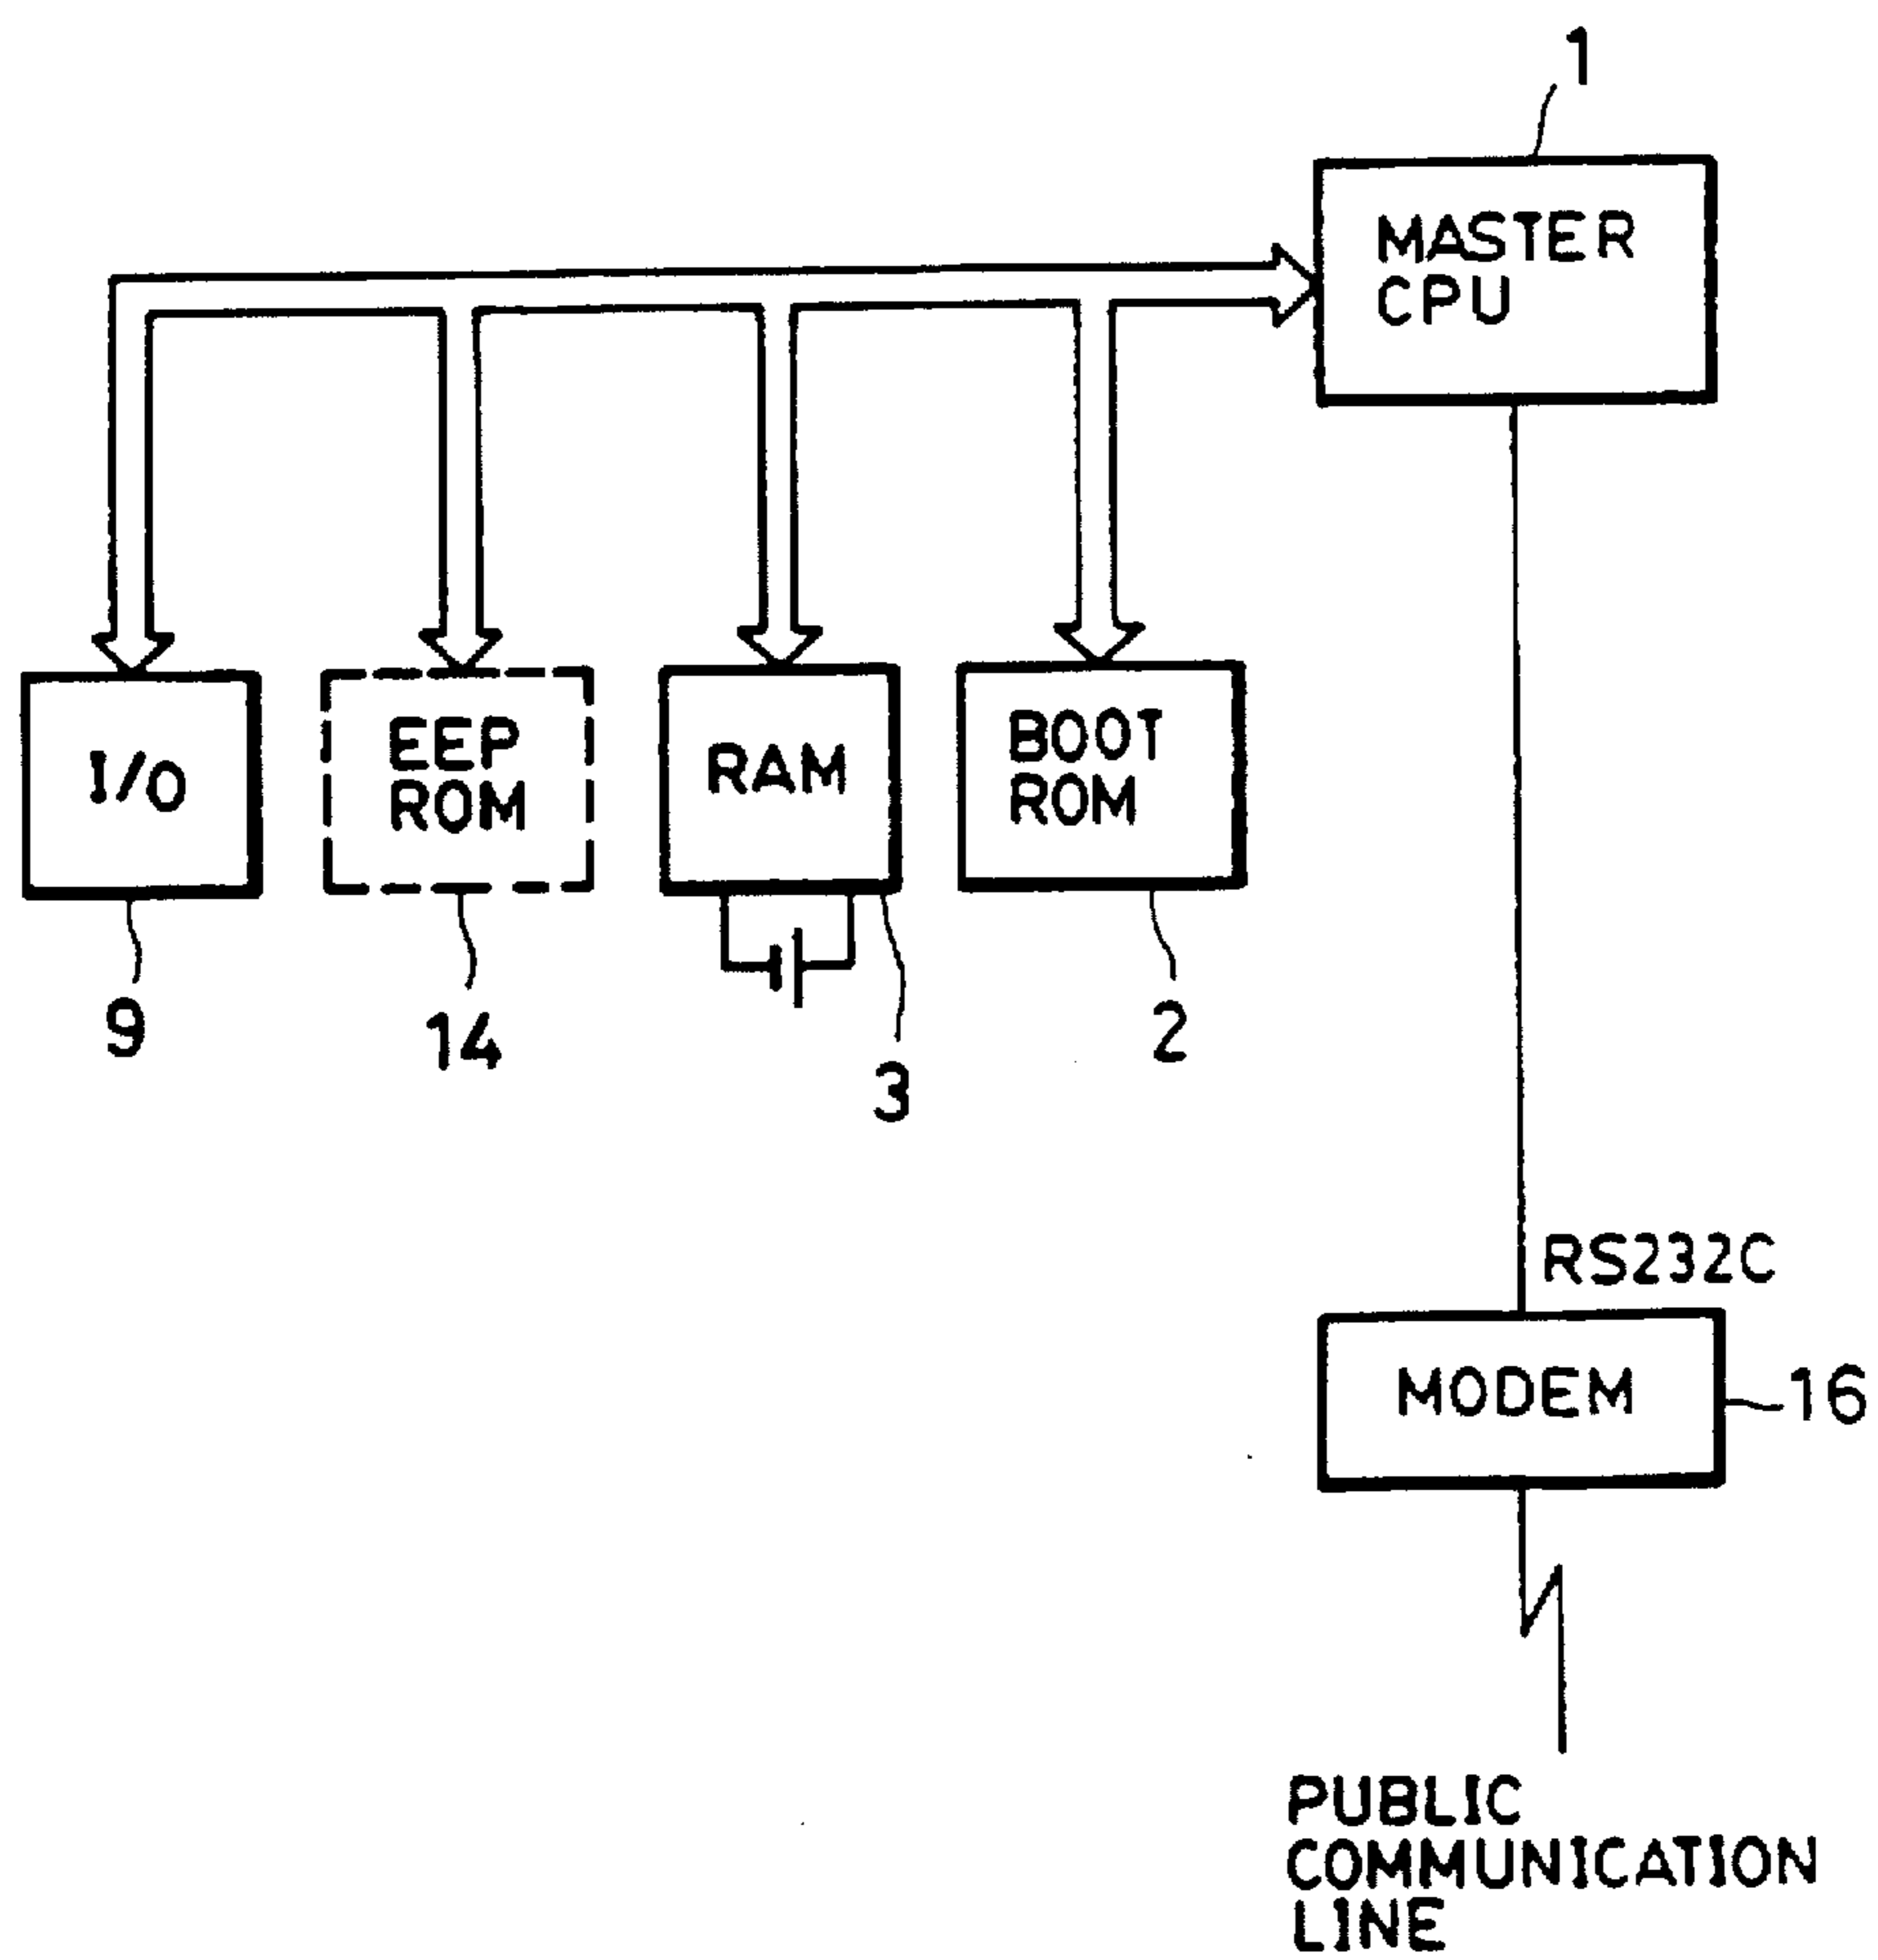 1
MASTER
CPU
I/O
EEP
ROM
RAM
BOOT
ROM
9
14
3
2
RS232C
MODEM
16
PUBLIC
COMMUNICATION
LINE